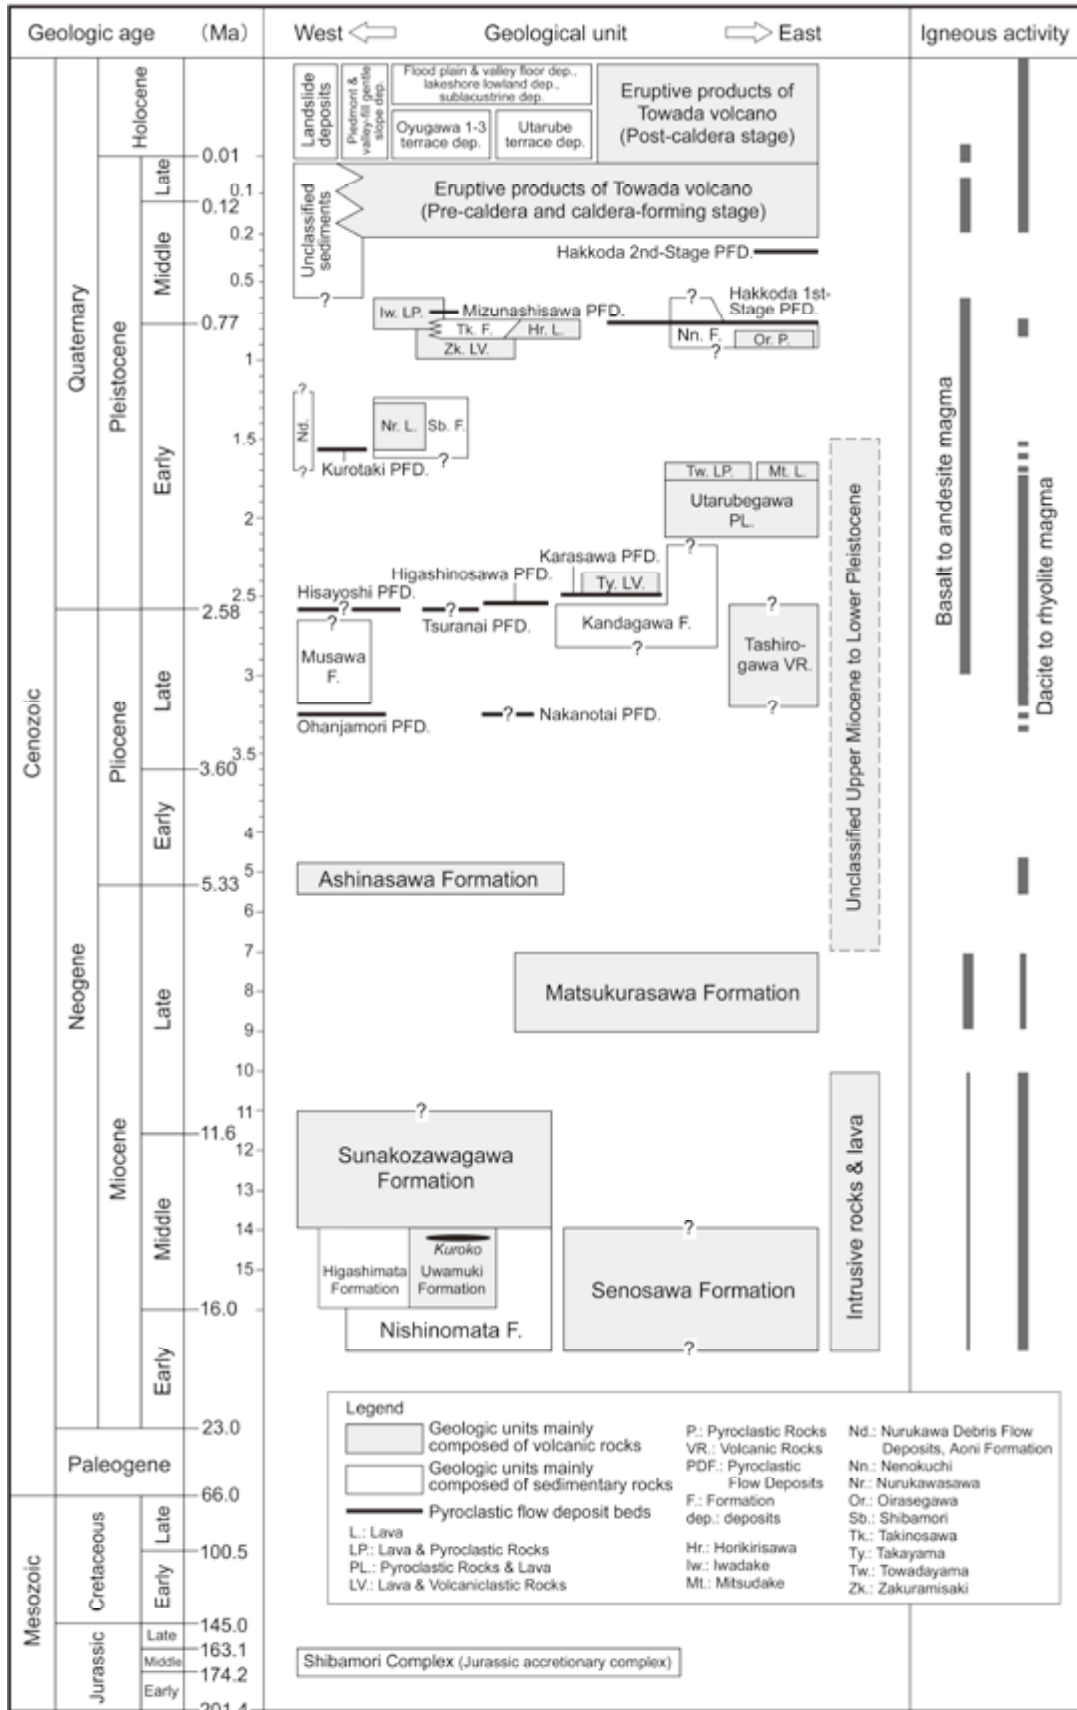 Geologic age (Ma) West East Geological unit Igneous activity
Cenozoic
Mesozoic
Quaternary
Neogene
Paleogene
Cretaceous
Jurassic
Holocene
Pleistocene
Pliocene
Miocene
Late
Middle
Early
Late
Early
Late
Middle
Early
Late
Early
Late
Middle
Early
0.01
0.1
0.12
0.2
0.5
0.77
1
1.5
2
2.5
2.58
3
3.5
3.60
4
5
5.33
6
7
8
9
10
11
11.6
12
13
14
15
16.0
23.0
66.0
100.5
145.0
163.1
174.2
201.4
Landslide
deposits
Piedmont &
valley-fill gentle
slope dep.
Flood plain & valley floor dep.,
lakeshore lowland dep.,
sublacustrine dep.
Oyugawa 1-3
terrace dep.
Utarube
terrace dep.
Eruptive products of
Towada volcano
(Post-caldera stage)
Unclassified
sediments
?
Eruptive products of Towada volcano
(Pre-caldera and caldera-forming stage)
Hakkoda 2nd-Stage PFD.
Iw. LP.
Mizunashisawa PFD.
Tk. F.
Hr. L.
Zk. LV.
?
Hakkoda 1st-
Stage PFD.
Nn. F.
Or. P.
?
?
Nd.
?
Nr. L.
Sb. F.
?
Kurotaki PFD.
Tw. LP.
Mt. L.
Utarubegawa
PL.
?
Karasawa PFD.
Higashinosawa PFD.
Ty. LV.
Hisayoshi PFD.
?
?
Tsuranai PFD.
Kandagawa F.
?
?
Musawa
F.
?
Tashiro-
gawa VR.
?
Ohanjamori PFD.
?
Nakanotai PFD.
Unclassified Upper Miocene to Lower Pleistocene
Basalt to andesite magma
Dacite to rhyolite magma
Ashinasawa Formation
Matsukurasawa Formation
?
Sunakozawagawa
Formation
Kuroko
Higashimata
Formation
Uwamuki
Formation
Nishinomata F.
?
Senosawa Formation
?
Intrusive rocks & lava
Legend
Geologic units mainly
composed of volcanic rocks
Geologic units mainly
composed of sedimentary rocks
Pyroclastic flow deposit beds
L.: Lava
LP.: Lava & Pyroclastic Rocks
PL.: Pyroclastic Rocks & Lava
LV.: Lava & Volcaniclastic Rocks
P.: Pyroclastic Rocks
VR.: Volcanic Rocks
PDF.: Pyroclastic
Flow Deposits
F.: Formation
dep.: deposits
Hr.: Horikirisawa
Iw.: Iwadake
Mt.: Mitsudake
Nd.: Nurukawa Debris Flow
Deposits, Aoni Formation
Nn.: Nenokuchi
Nr.: Nurukawasawa
Or.: Oirasegawa
Sb.: Shibamori
Tk.: Takinosawa
Ty.: Takayama
Tw.: Towadayama
Zk.: Zakuramisaki
Shibamori Complex (Jurassic accretionary complex)